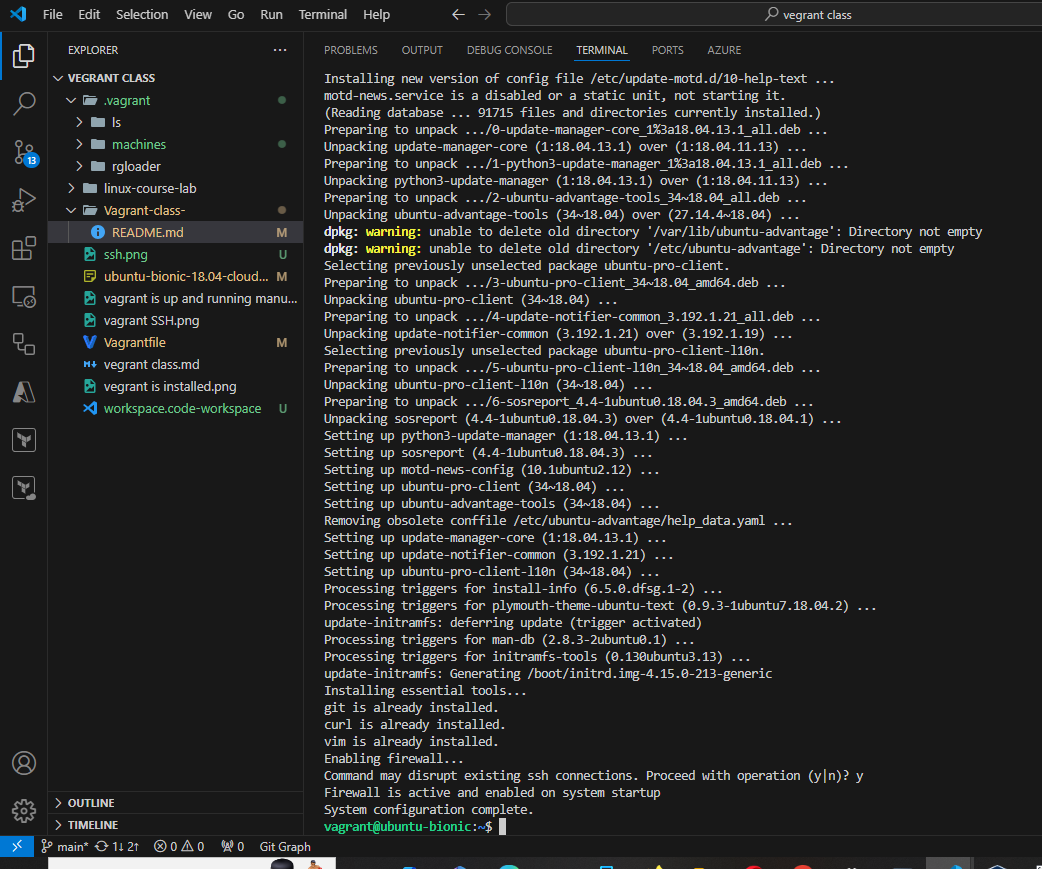 File Edit Selection View Go Run Terminal Help
vegrant class
EXPLORER
VEGRANT CLASS
.vagrant
ls
machines
rgloader
linux-course-lab
Vagrant-class-
README.md M
ssh.png U
ubuntu-bionic-18.04-cloud... M
vagrant is up and running manu...
vagrant SSH.png
Vagrantfile M
vegrant class.md
vegrant is installed.png
workspace.code-workspace U
OUTLINE
TIMELINE
13
PROBLEMS OUTPUT DEBUG CONSOLE TERMINAL PORTS AZURE
Installing new version of config file /etc/update-motd.d/10-help-text ...
motd-news.service is a disabled or a static unit, not starting it.
(Reading database ... 91715 files and directories currently installed.)
Preparing to unpack .../0-update-manager-core_1%3a18.04.13.1_all.deb ...
Unpacking update-manager-core (1:18.04.13.1) over (1:18.04.11.13) ...
Preparing to unpack .../1-python3-update-manager_1%3a18.04.13.1_all.deb ...
Unpacking python3-update-manager (1:18.04.13.1) over (1:18.04.11.13) ...
Preparing to unpack .../2-ubuntu-advantage-tools_34~18.04_all.deb ...
Unpacking ubuntu-advantage-tools (34~18.04) over (27.14.4~18.04) ...
dpkg: warning: unable to delete old directory '/var/lib/ubuntu-advantage': Directory not empty
dpkg: warning: unable to delete old directory '/etc/ubuntu-advantage': Directory not empty
Selecting previously unselected package ubuntu-pro-client.
Preparing to unpack .../3-ubuntu-pro-client_34~18.04_amd64.deb ...
Unpacking ubuntu-pro-client (34~18.04) ...
Preparing to unpack .../4-update-notifier-common_3.192.1.21_all.deb ...
Unpacking update-notifier-common (3.192.1.21) over (3.192.1.19) ...
Selecting previously unselected package ubuntu-pro-client-l10n.
Preparing to unpack .../5-ubuntu-pro-client-l10n_34~18.04_amd64.deb ...
Unpacking ubuntu-pro-client-l10n (34~18.04) ...
Preparing to unpack .../6-sosreport_4.4-1ubuntu0.18.04.3_amd64.deb ...
Unpacking sosreport (4.4-1ubuntu0.18.04.3) over (4.4-1ubuntu0.18.04.1) ...
Setting up python3-update-manager (1:18.04.13.1) ...
Setting up sosreport (4.4-1ubuntu0.18.04.3) ...
Setting up motd-news-config (10.1ubuntu2.12) ...
Setting up ubuntu-pro-client (34~18.04) ...
Setting up ubuntu-advantage-tools (34~18.04) ...
Removing obsolete conffile /etc/ubuntu-advantage/help_data.yaml ...
Setting up update-manager-core (1:18.04.13.1) ...
Setting up update-notifier-common (3.192.1.21) ...
Setting up ubuntu-pro-client-l10n (34~18.04) ...
Processing triggers for install-info (6.5.0.dfsg.1-2) ...
Processing triggers for plymouth-theme-ubuntu-text (0.9.3-1ubuntu7.18.04.2) ...
update-initramfs: deferring update (trigger activated)
Processing triggers for man-db (2.8.3-2ubuntu0.1) ...
Processing triggers for initramfs-tools (0.130ubuntu3.13) ...
update-initramfs: Generating /boot/initrd.img-4.15.0-213-generic
Installing essential tools...
git is already installed.
curl is already installed.
vim is already installed.
Enabling firewall...
Command may disrupt existing ssh connections. Proceed with operation (y|n)? y
Firewall is active and enabled on system startup
System configuration complete.
vagrant@ubuntu-bionic:~$
main* 1↓ 2↑ 0 0 0 Git Graph